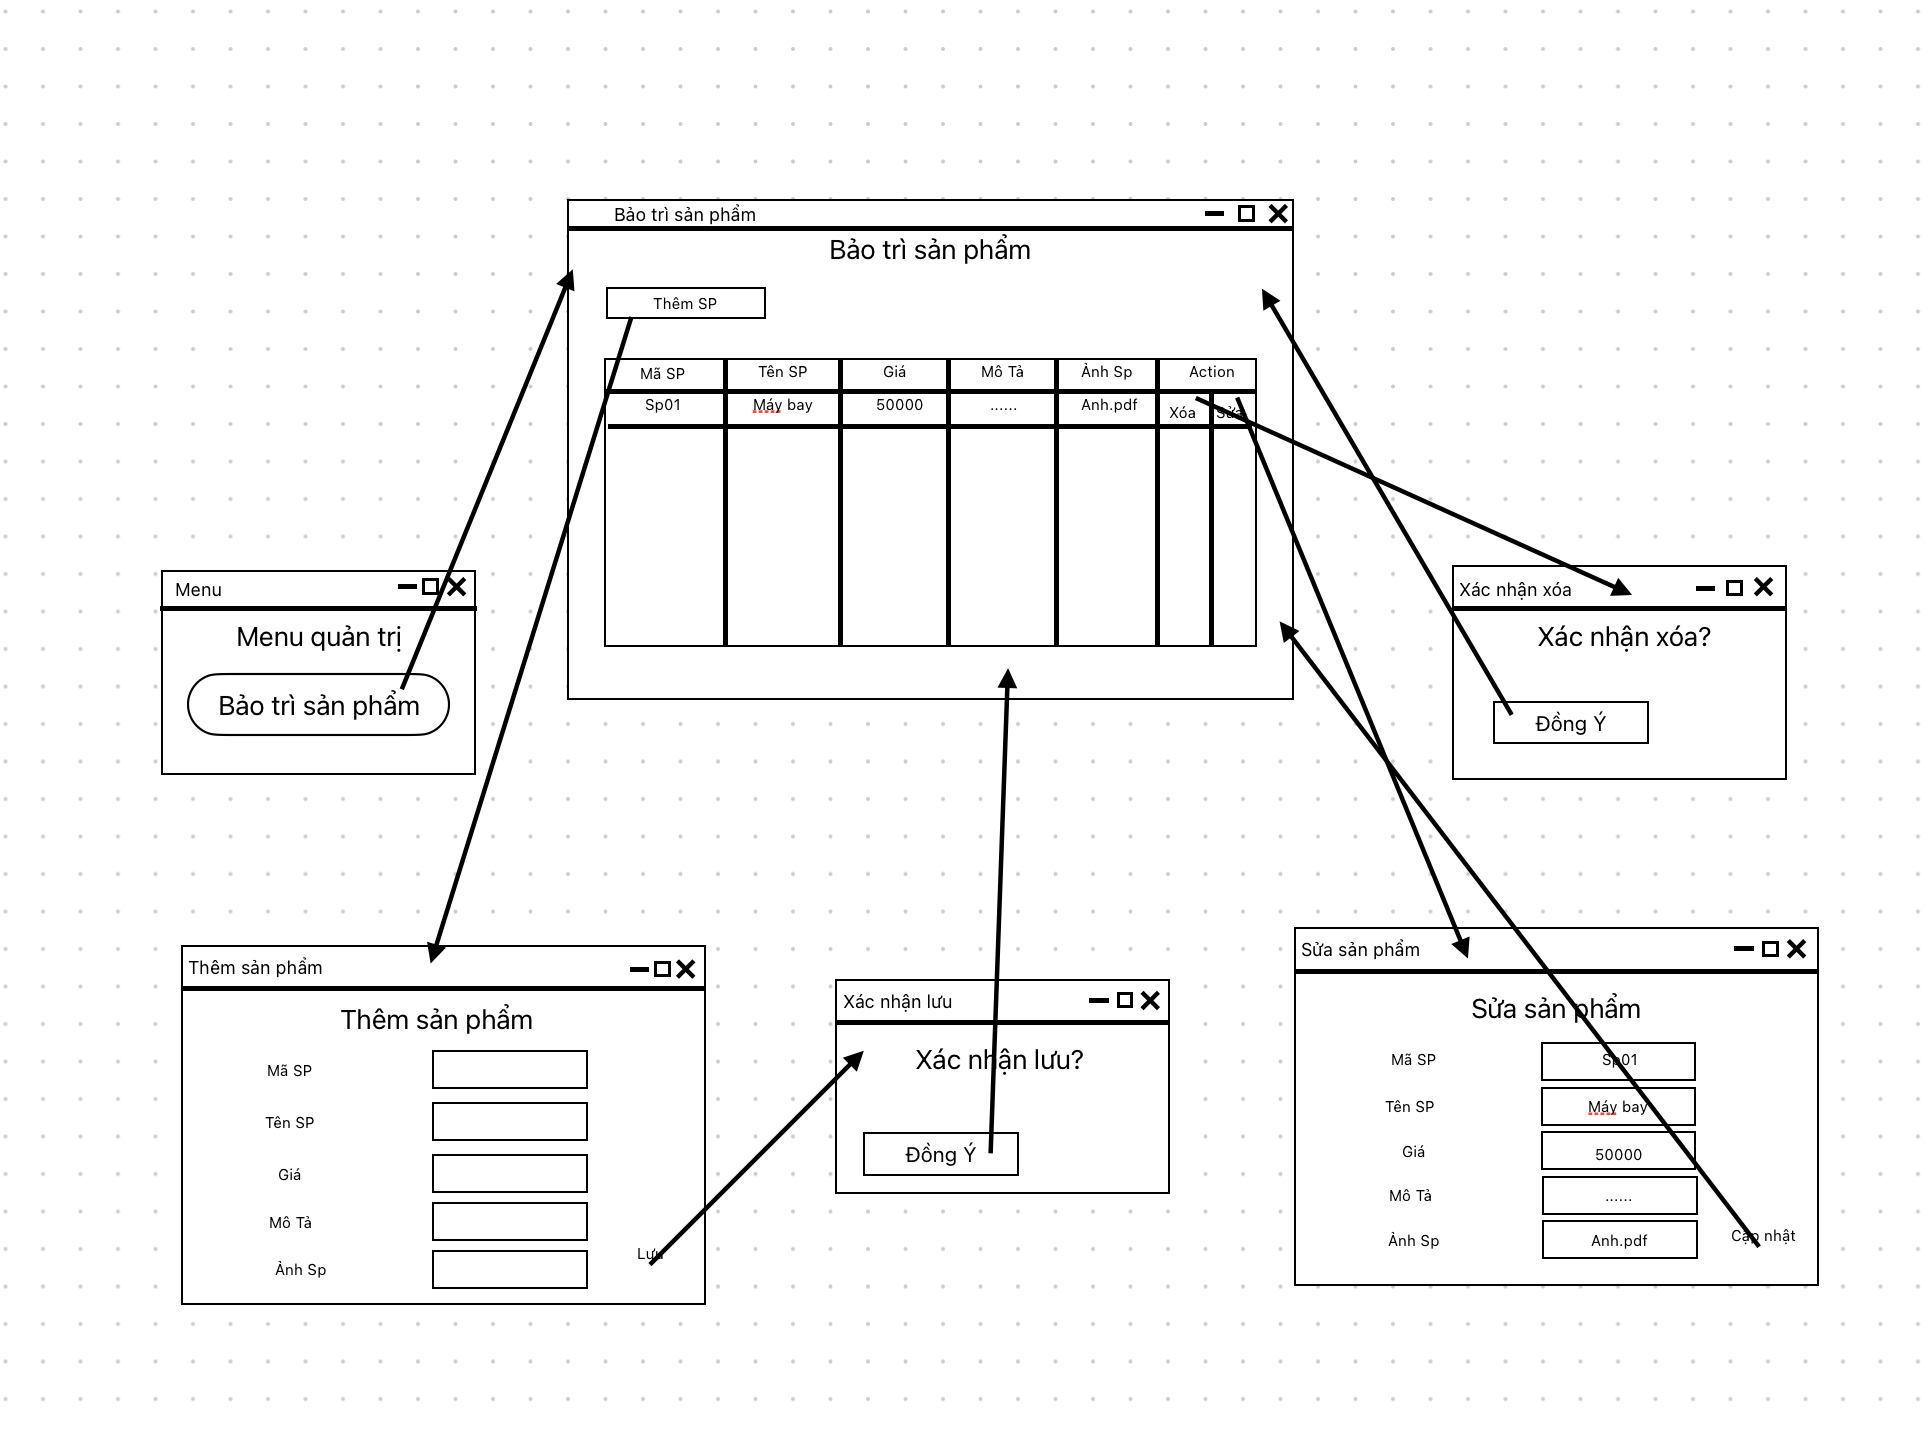 Bảo trì sản phẩm
Bảo trì sản phẩm
Thêm SP
Mã SP Tên SP Giá Mô Tả Ảnh Sp Action
Sp01 Máy bay 50000 ...... Anh.pdf Xóa Sửa
Menu
Menu quản trị
Bảo trì sản phẩm
Xác nhận xóa
Xác nhận xóa?
Đồng Ý
Thêm sản phẩm
Thêm sản phẩm
Mã SP
Tên SP
Giá
Mô Tả
Ảnh Sp
Lưu
Xác nhận lưu
Xác nhận lưu?
Đồng Ý
Sửa sản phẩm
Sửa sản phẩm
Mã SP Sp01
Tên SP Máy bay
Giá 50000
Mô Tả ......
Ảnh Sp Anh.pdf
Cập nhật